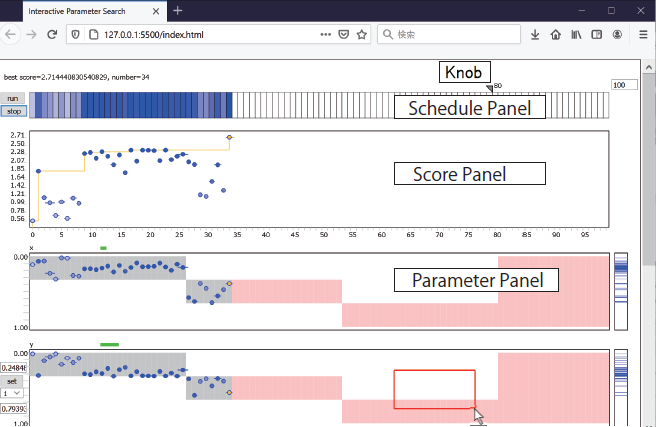 Interactive Parameter Search
127.0.0.1:5500/index.html
検索
best score=2.714440830540829, number=34
Knob
80
100
run
stop
Schedule Panel
2.71
2.50
2.28
2.07
1.85
1.64
1.42
1.21
0.99
0.78
0.56
Score Panel
0 5 10 15 20 25 30 35 40 45 50 55 60 65 70 75 80 85 90 95
x
0.00
Parameter Panel
1.00
y
0.00
0.24848
set
1
0.79393
1.00